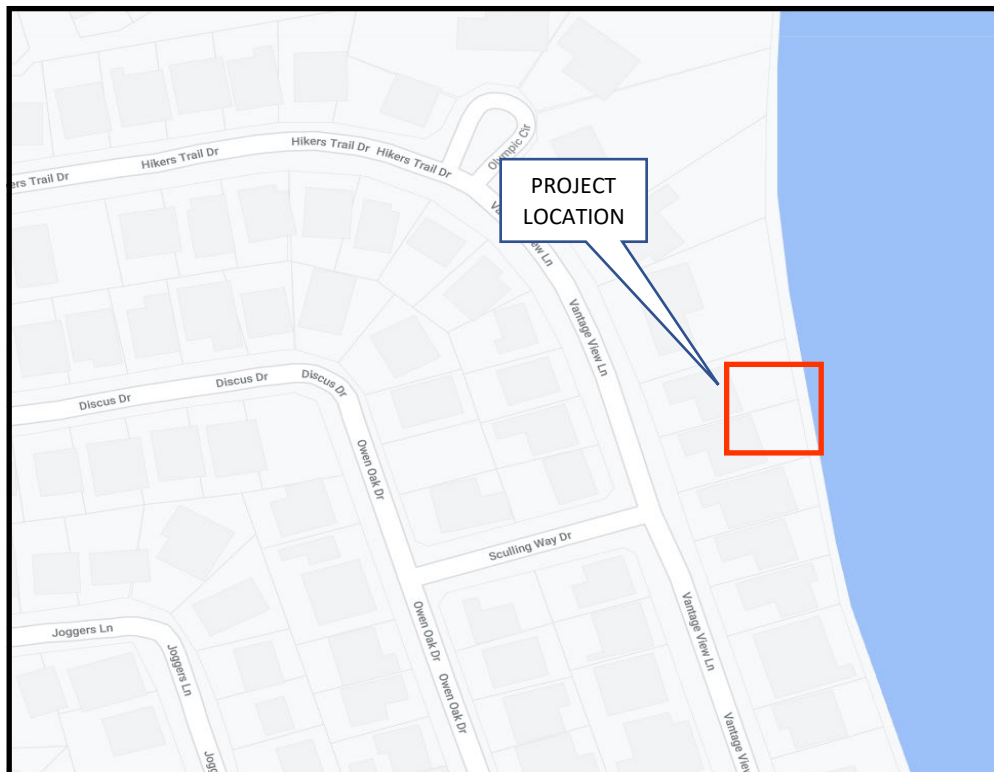 Hikers Trail Dr
Hikers Trail Dr
Hikers Trail Dr
ers Trail Dr
Olympic Cir
PROJECT
LOCATION
Vantage View Ln
Discus Dr
Discus Dr
Discus Dr
Owen Oak Dr
Sculling Way Dr
Vantage View Ln
Owen Oak Dr
Joggers Ln
Joggers Ln
Owen Oak Dr
Vantage View